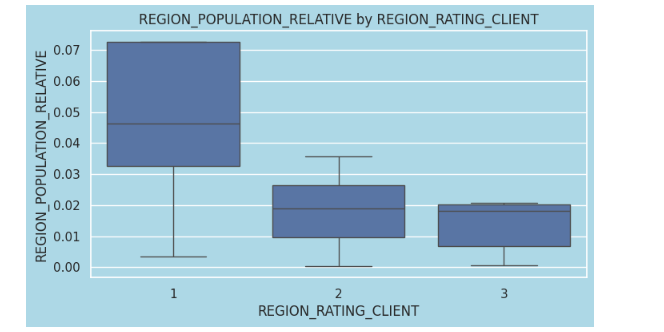 REGION_POPULATION_RELATIVE by REGION_RATING_CLIENT
REGION_POPULATION_RELATIVE
0.07
0.06
0.05
0.04
0.03
0.02
0.01
0.00
1 2 3
REGION_RATING_CLIENT